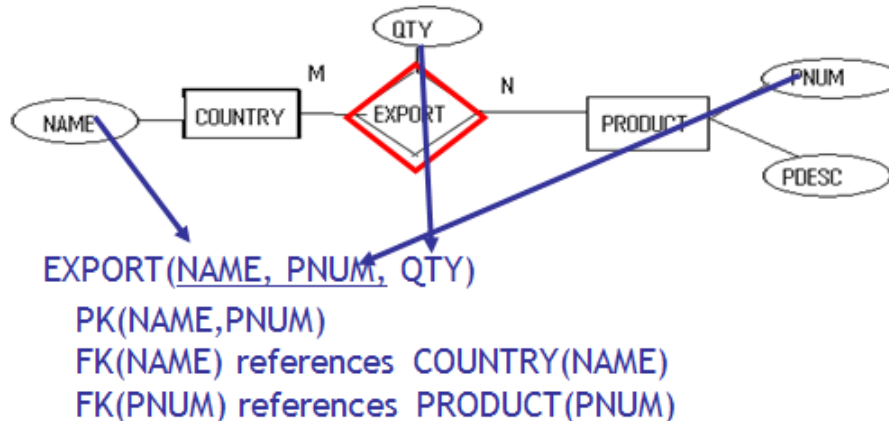 QTY
M
N
PNUM
NAME
COUNTRY
EXPORT
PRODUCT
PDESC
EXPORT(NAME, PNUM, QTY)
PK(NAME,PNUM)
FK(NAME) references COUNTRY(NAME)
FK(PNUM) references PRODUCT(PNUM)